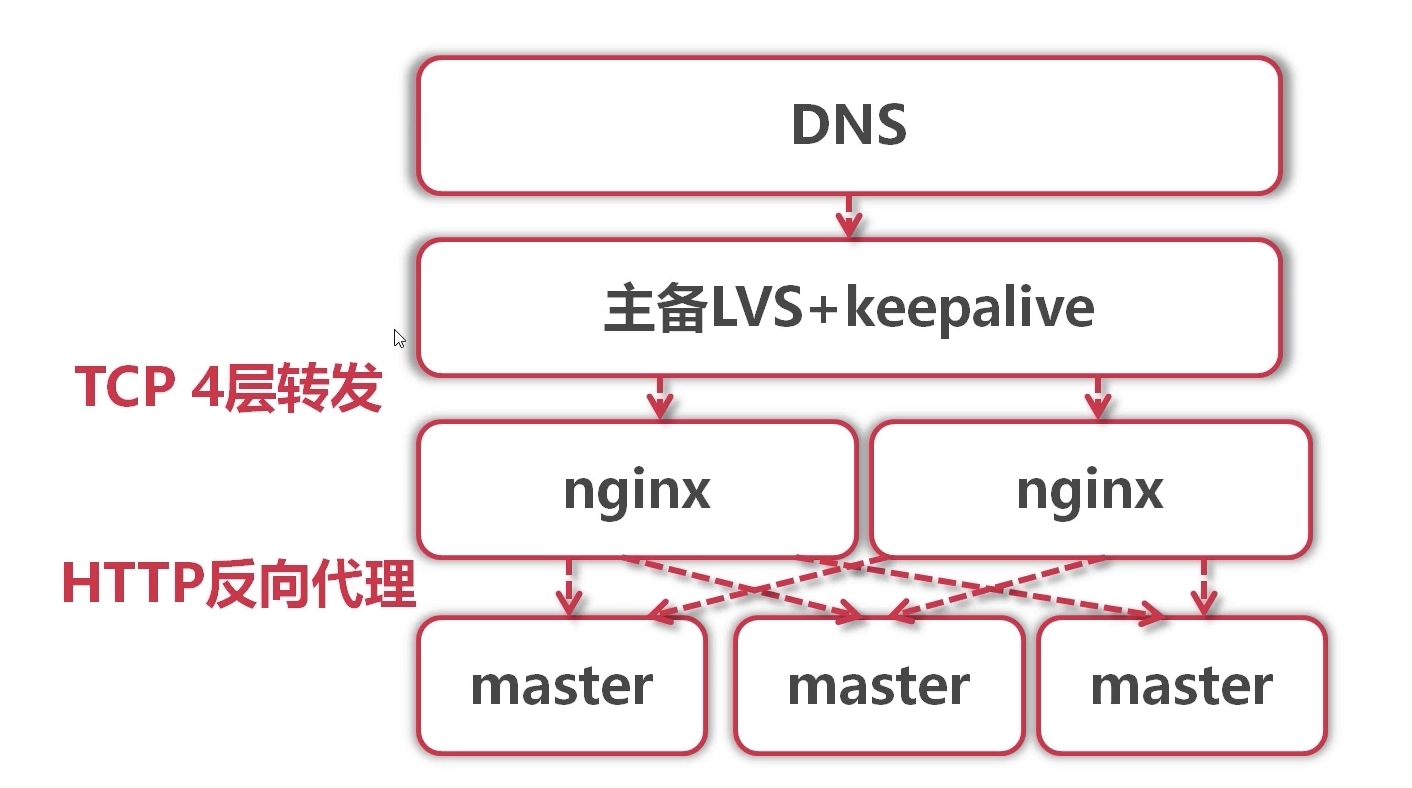 DNS
主备LVS+keepalive
TCP 4层转发
nginx
nginx
HTTP反向代理
master
master
master